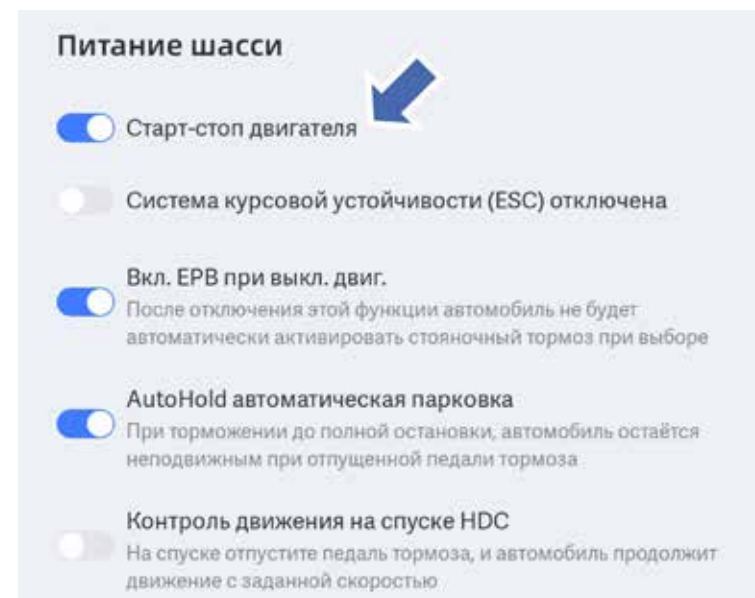 Питание шасси
Старт-стоп двигателя
Система курсовой устойчивости (ESC) отключена
Вкл. EPB при выкл. двиг.
После отключения этой функции автомобиль не будет
автоматически активировать стояночный тормоз при выборе
AutoHold автоматическая парковка
При торможении до полной остановки, автомобиль остаётся
неподвижным при отпущенной педали тормоза
Контроль движения на спуске HDC
На спуске отпустите педаль тормоза, и автомобиль продолжит
движение с заданной скоростью